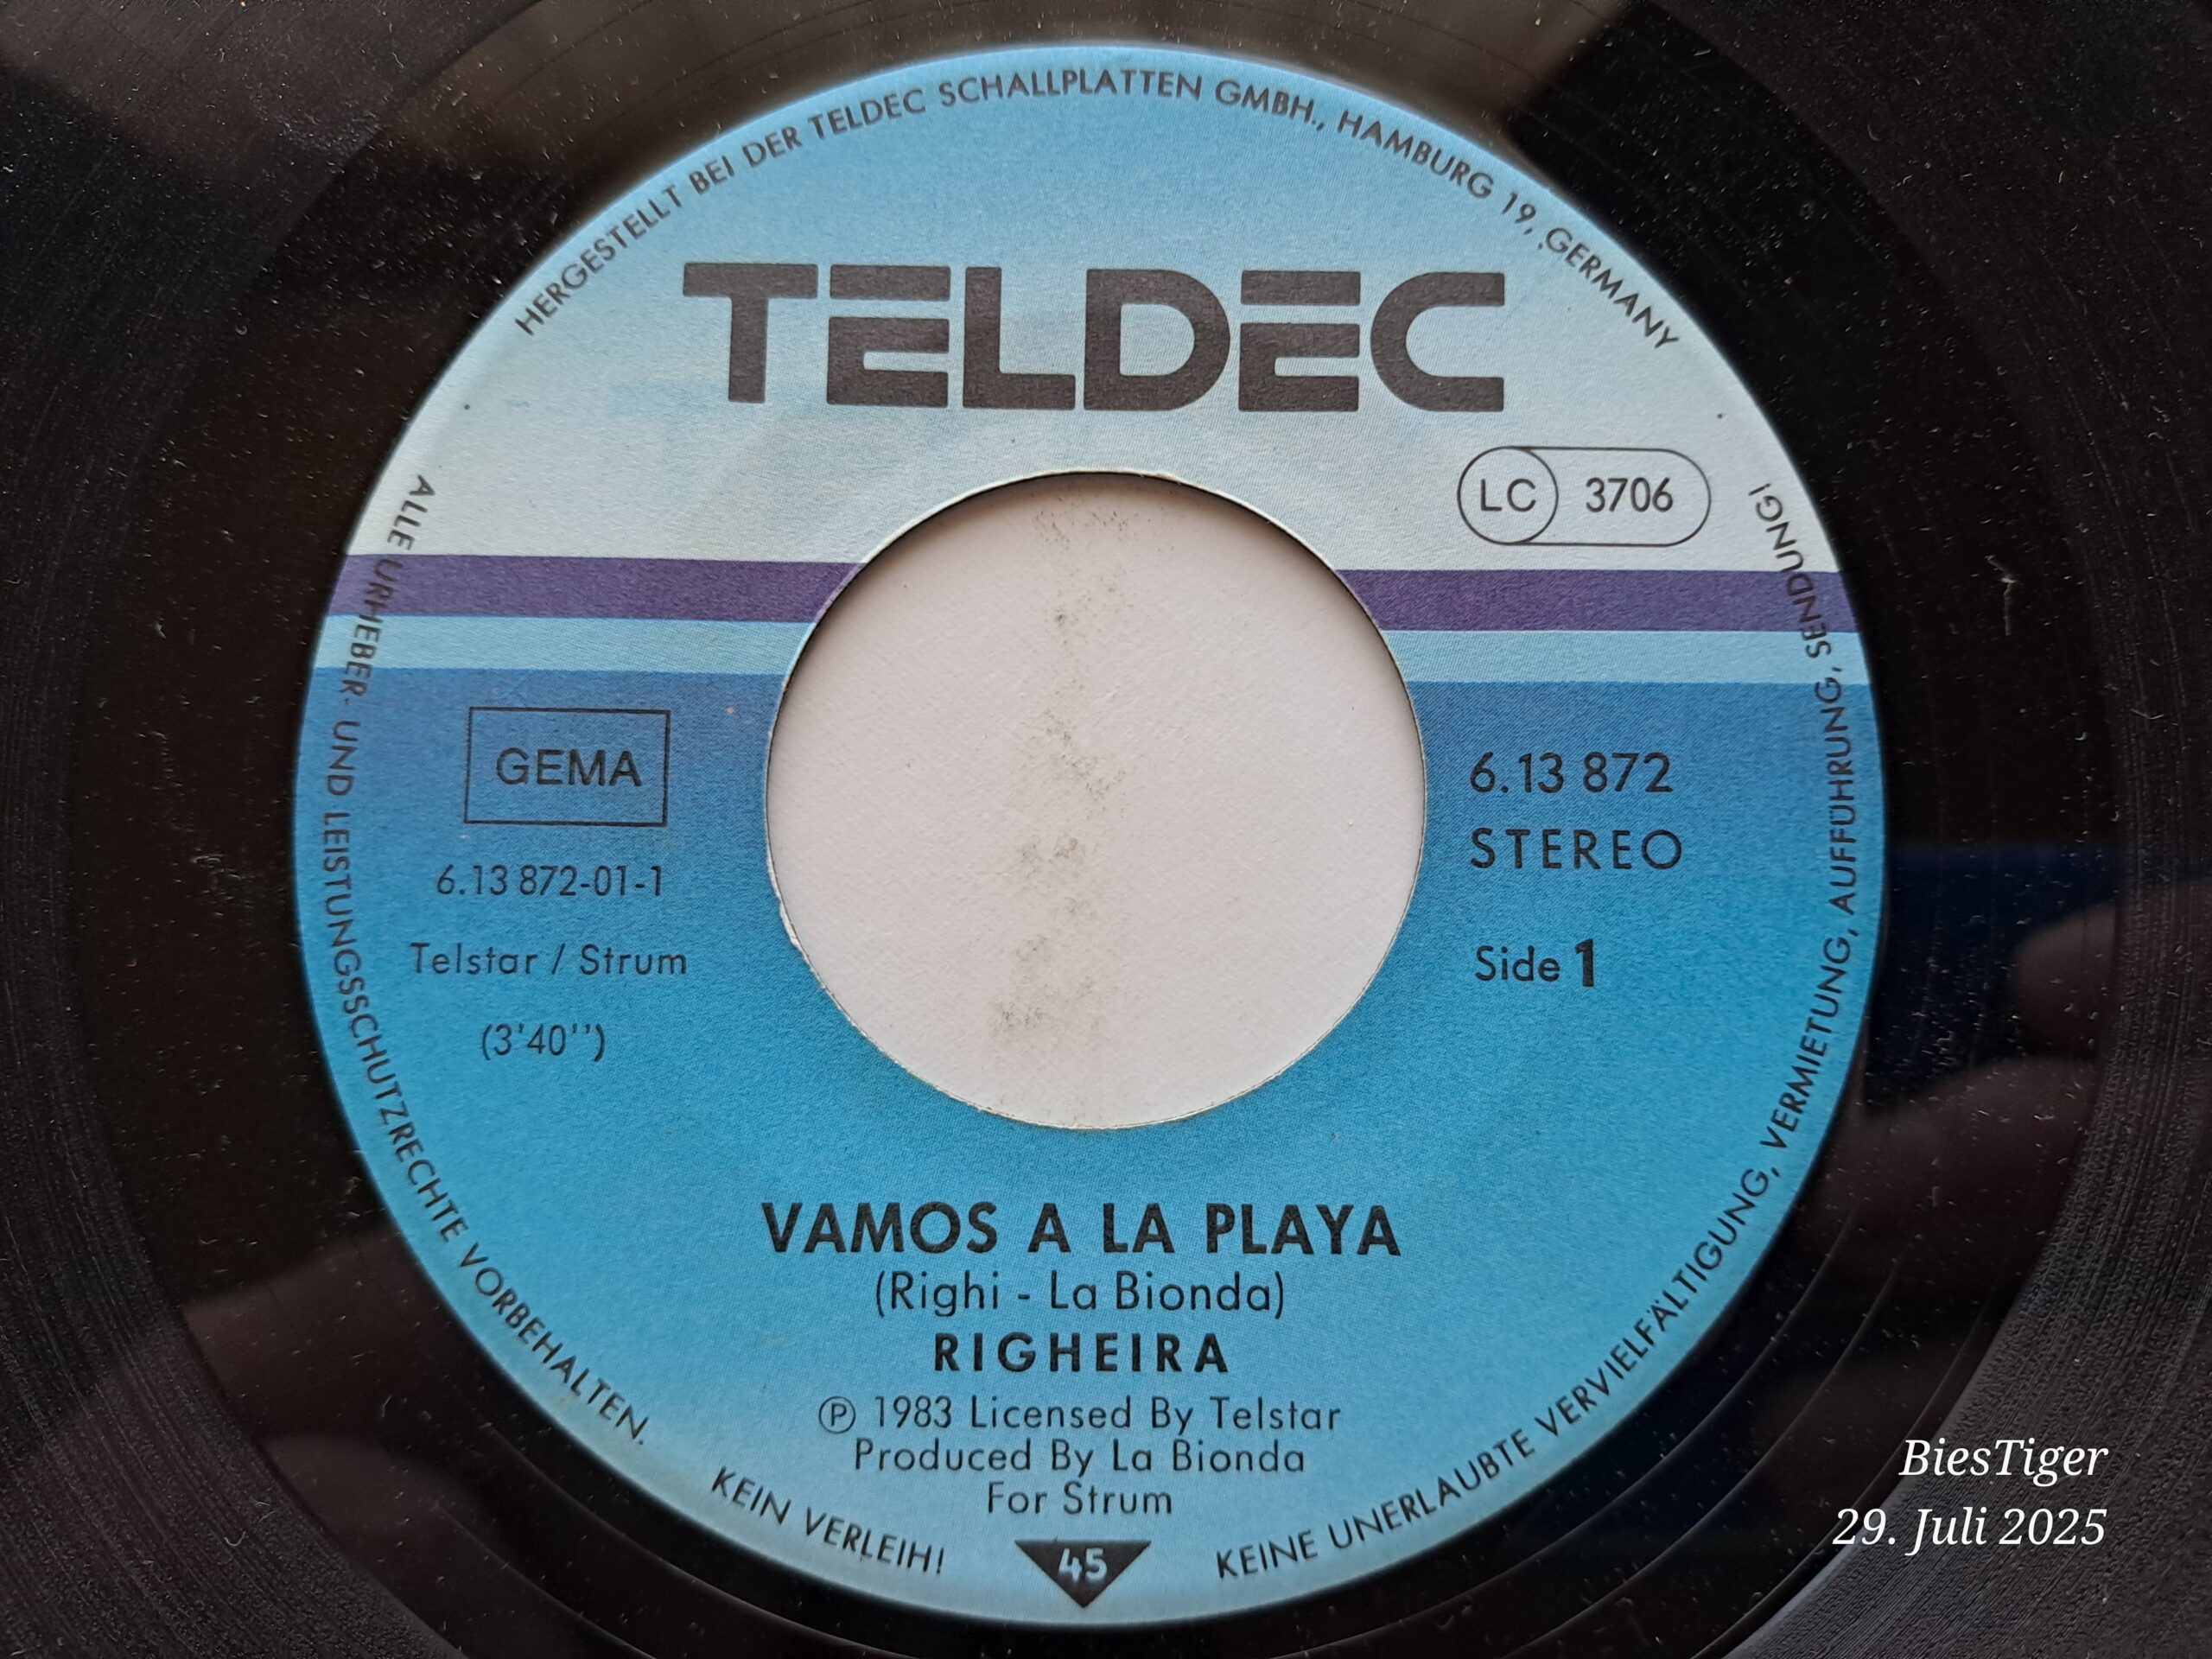 HERGESTELLT BEI DER TELDEC SCHALLPLATTEN GMBH., HAMBURG 19, GERMANY
TELDEC
LC 3706
GEMA
6.13 872-01-1
Telstar / Strum
(3'40'')
6.13 872
STEREO
Side 1
VAMOS A LA PLAYA
(Righi - La Bionda)
RIGHEIRA
℗ 1983 Licensed By Telstar
Produced By La Bionda
For Strum
45
ALLE URHEBER- UND LEISTUNGSSCHUTZRECHTE VORBEHALTEN.
KEIN VERLEIH!
KEINE UNERLAUBTE VERVIELFÄLTIGUNG, VERMIETUNG, AUFFÜHRUNG, SENDUNG!
BiesTiger
29. Juli 2025